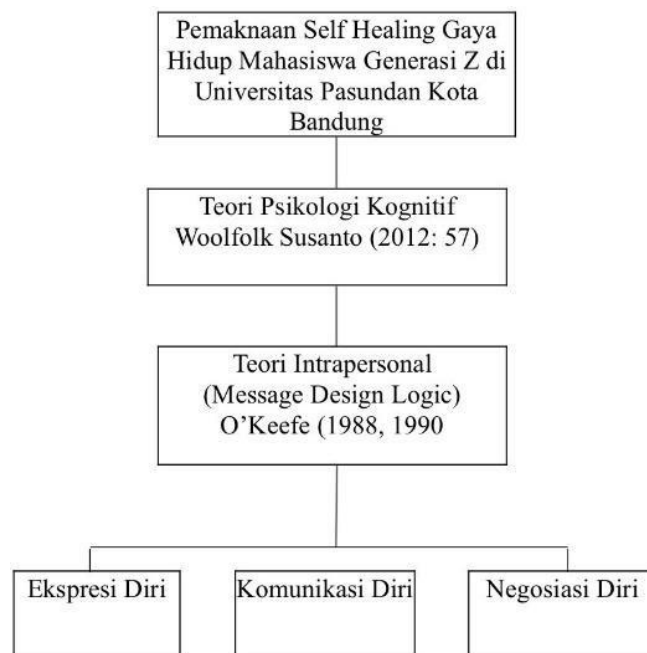 Pemaknaan Self Healing Gaya
Hidup Mahasiswa Generasi Z di
Universitas Pasundan Kota
Bandung
Teori Psikologi Kognitif
Woolfolk Susanto (2012: 57)
Teori Intrapersonal
(Message Design Logic)
O’Keefe (1988, 1990
Ekspresi Diri
Komunikasi Diri
Negosiasi Diri